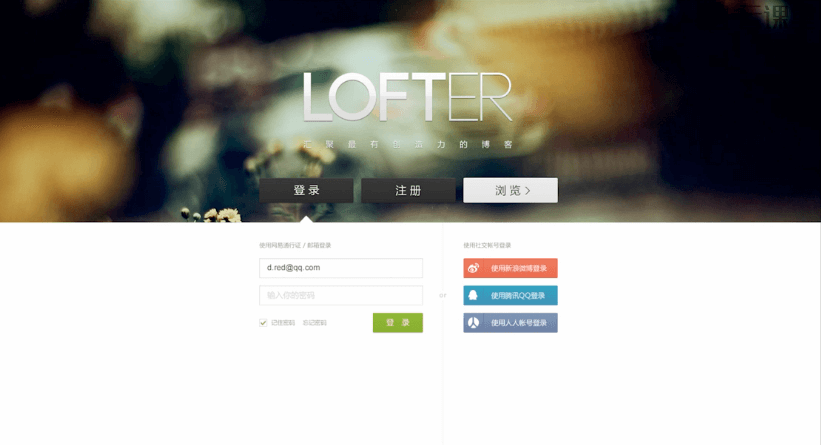 LOFTER
汇聚最有创造力的博客
登录
注册
浏览
使用网易通行证 / 邮箱登录
d.red@qq.com
输入你的密码
记住密码
忘记密码
登 录
or
使用社交帐号登录
使用新浪微博登录
使用腾讯QQ登录
使用人人帐号登录